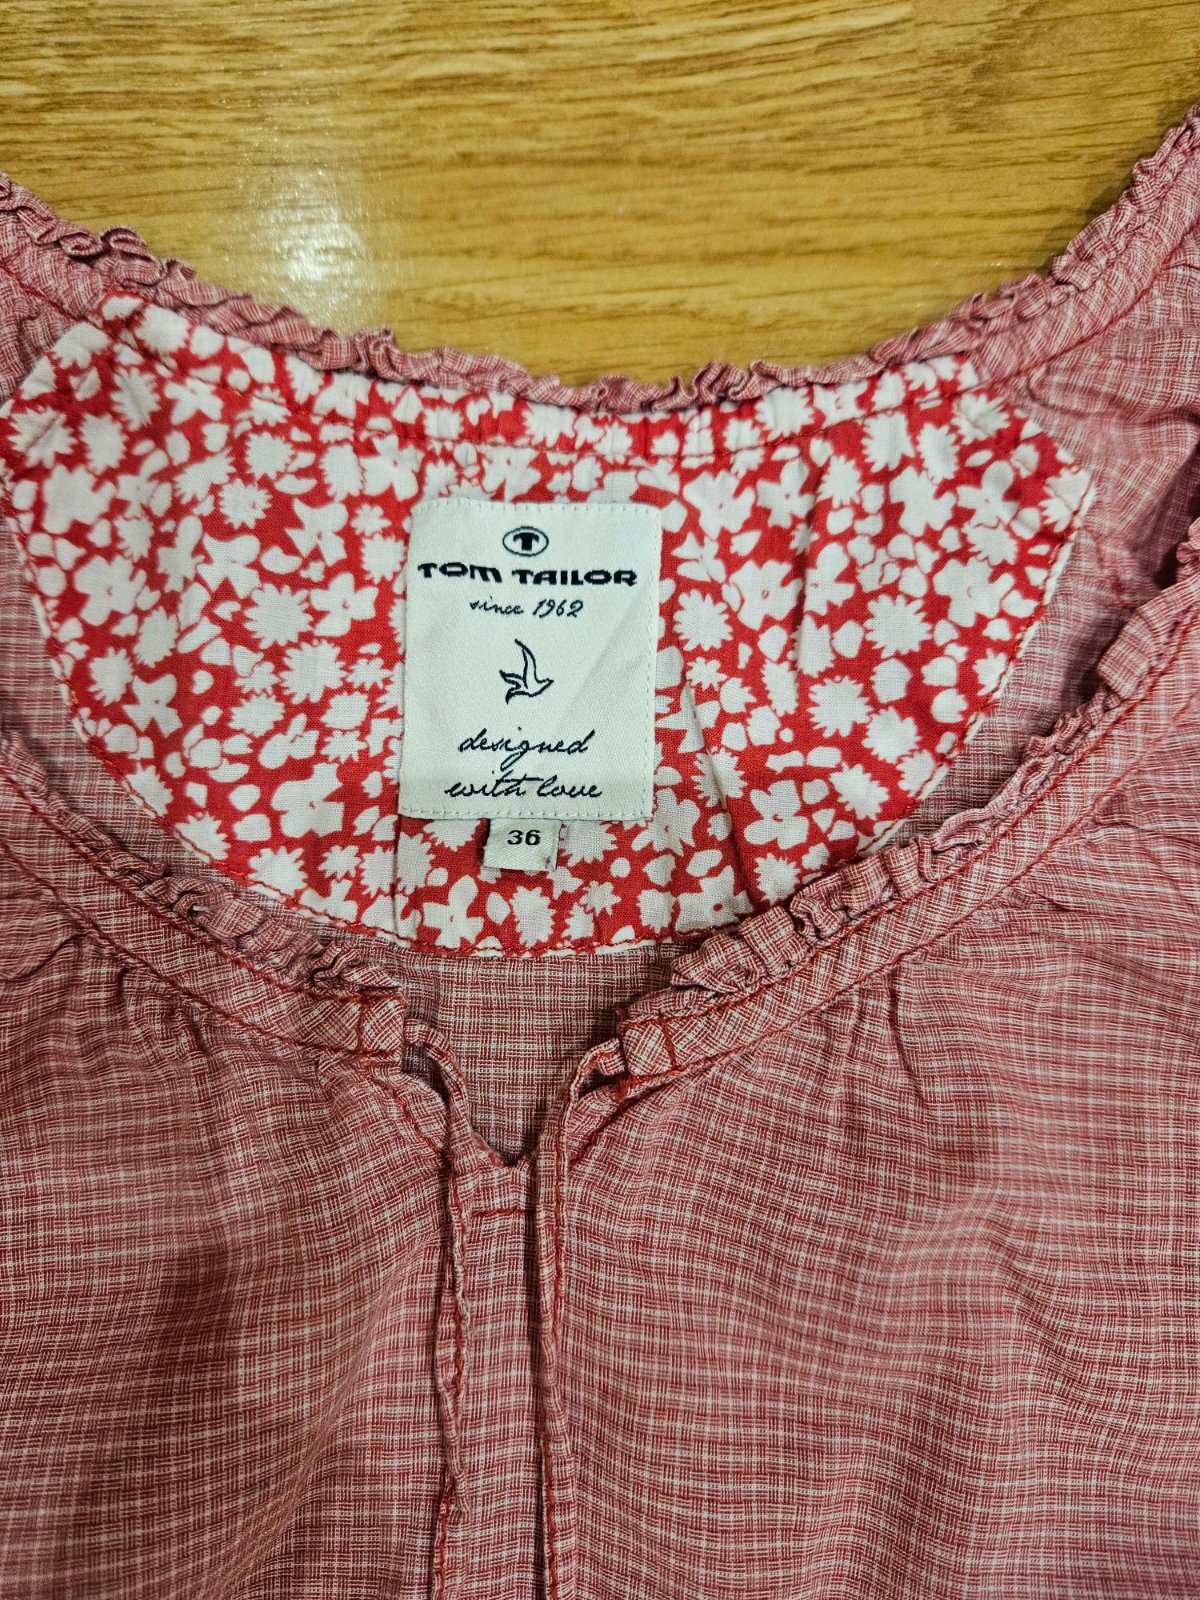 T
TOM TAILOR
since 1962
designed
with love
36